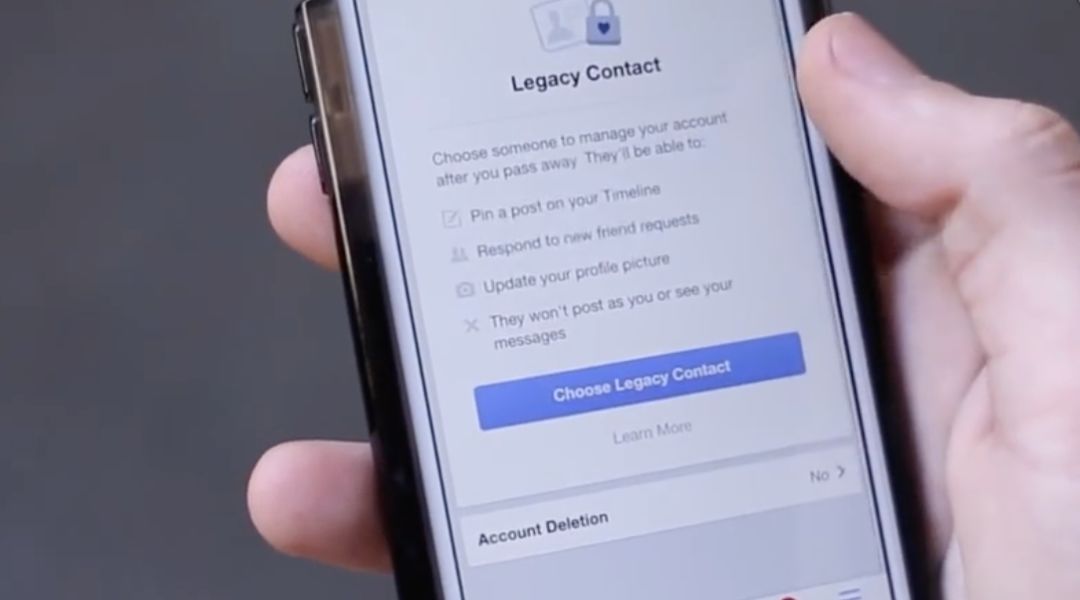 Legacy Contact
Choose someone to manage your account
after you pass away They'll be able to:
Pin a post on your Timeline
Respond to new friend requests
Update your profile picture
They won't post as you or see your
messages
Choose Legacy Contact
Learn More
Account Deletion No